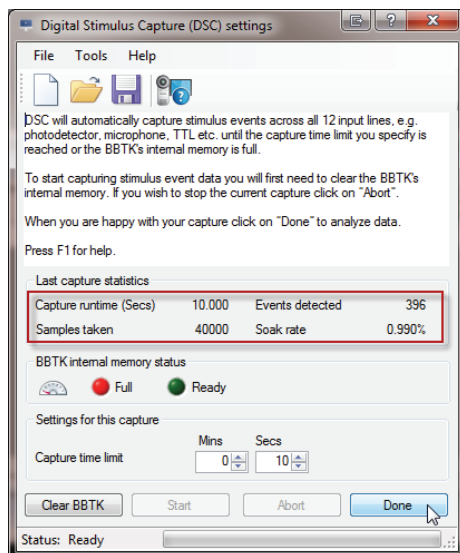 Digital Stimulus Capture (DSC) settings
File Tools Help
DSC will automatically capture stimulus events across all 12 input lines, e.g.
photodetector, microphone, TTL etc. until the capture time limit you specify is
reached or the BBTK's internal memory is full.
To start capturing stimulus event data you will first need to clear the BBTK's
internal memory. If you wish to stop the current capture click on "Abort".
When you are happy with your capture click on "Done" to analyze data.
Press F1 for help.
Last capture statistics
Capture runtime (Secs) 10.000 Events detected 396
Samples taken 40000 Soak rate 0.990%
BBTK internal memory status
Full Ready
Settings for this capture
Mins Secs
Capture time limit 0 10
Clear BBTK Start Abort Done
Status: Ready